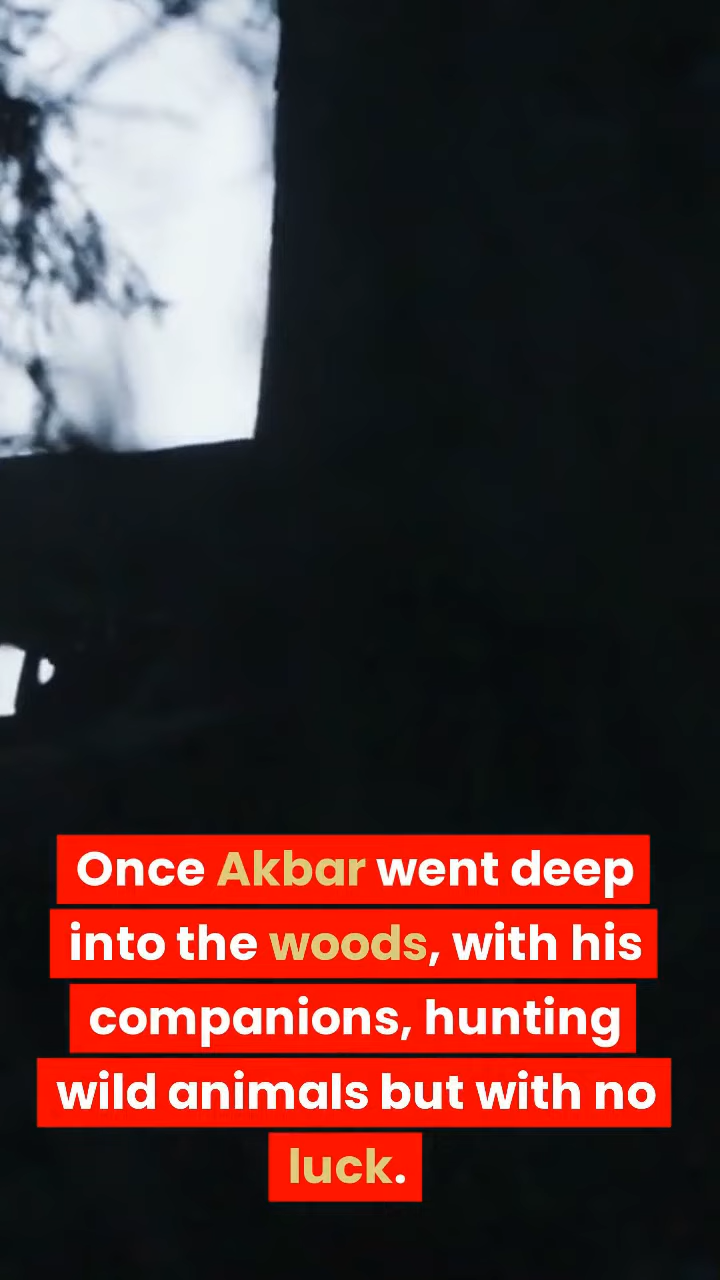 Once Akbar went deep
into the woods, with his
companions, hunting
wild animals but with no
luck.